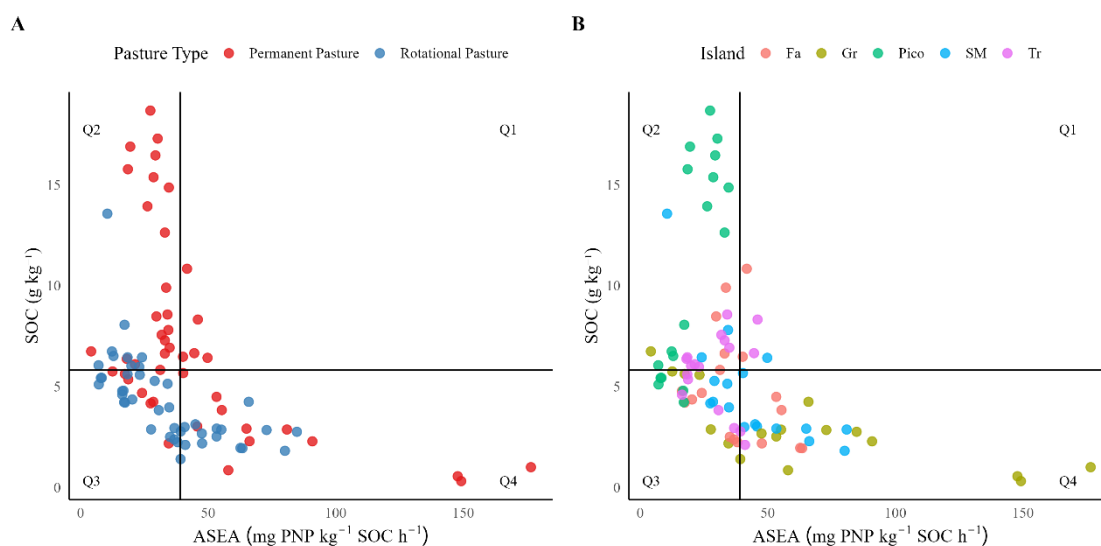 A
Pasture Type Permanent Pasture Rotational Pasture
Q2
Q1
15
10
5
0
SOC (g kg⁻¹)
Q3
Q4
0 50 100 150
ASEA (mg PNP kg⁻¹ SOC h⁻¹)
B
Island Fa Gr Pico SM Tr
Q2
Q1
15
10
5
0
SOC (g kg⁻¹)
Q3
Q4
0 50 100 150
ASEA (mg PNP kg⁻¹ SOC h⁻¹)